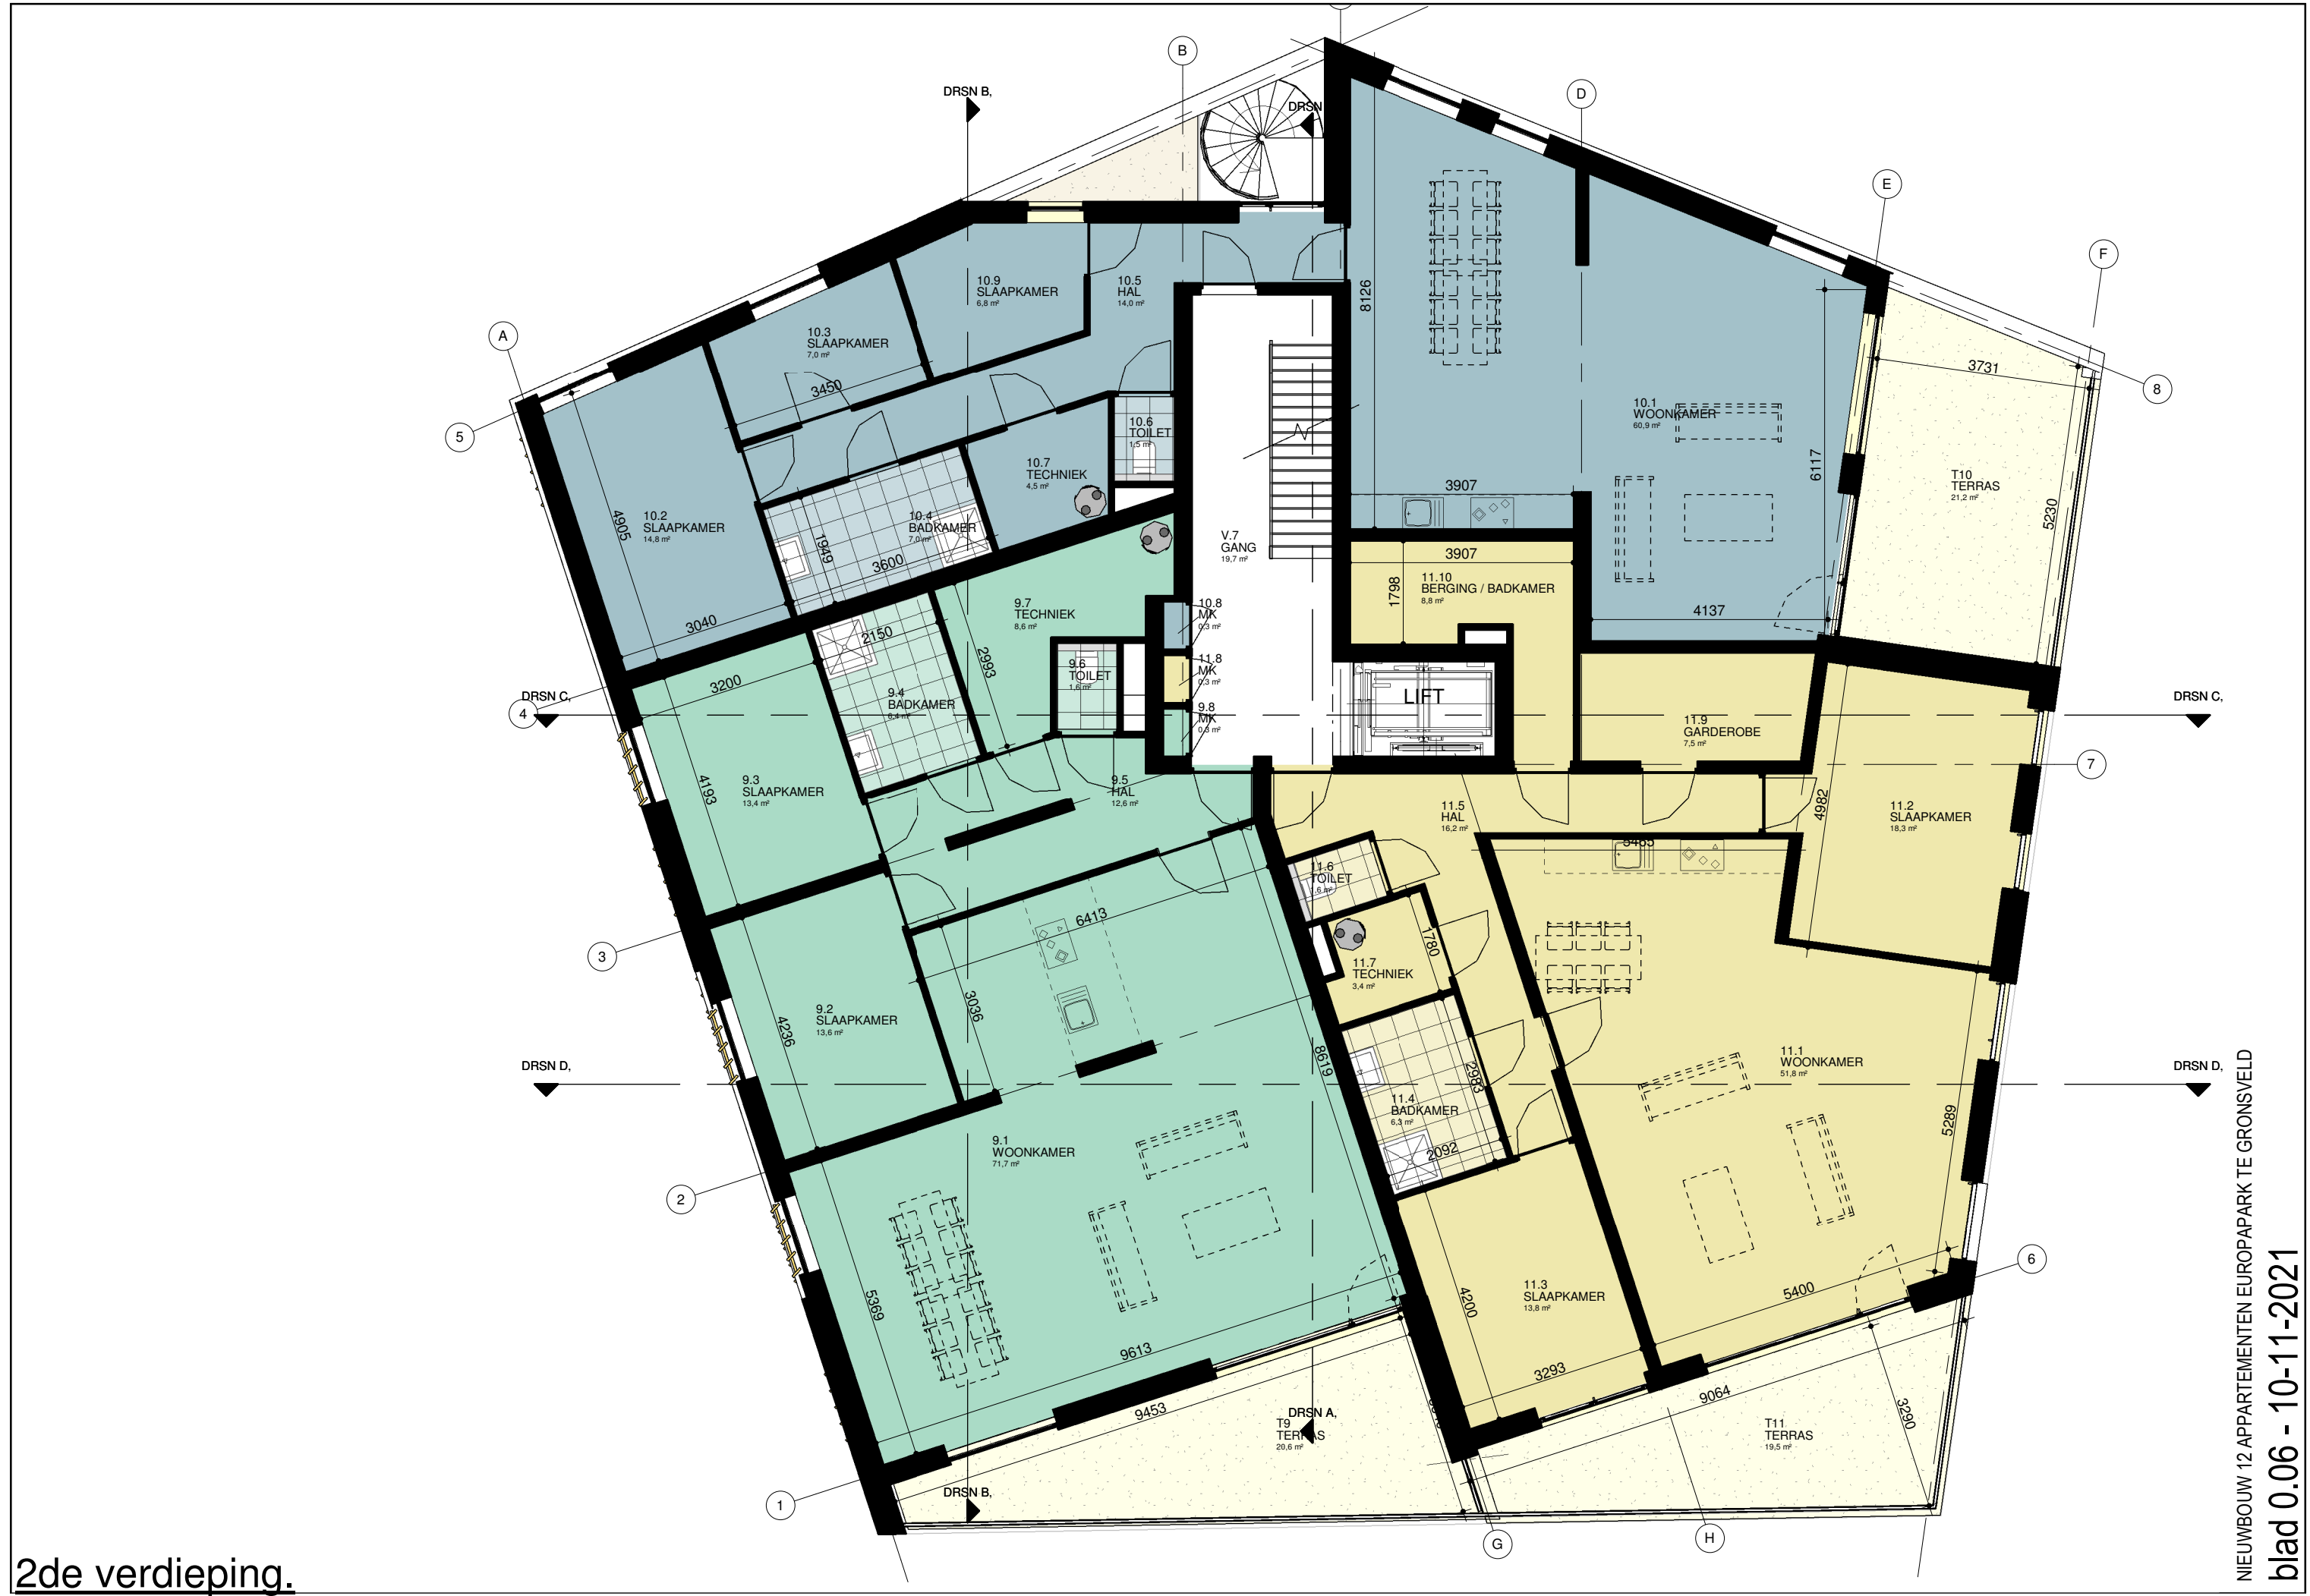 B
DRSN B,
DRSN
D
E
F
A
5
8
10.9
SLAAPKAMER
6,8 m²
10.5
HAL
14,0 m²
10.3
SLAAPKAMER
7,0 m²
3450
8126
3731
10.1
WOONKAMER
60,9 m²
10.6
TOILET
1,5 m²
10.7
TECHNIEK
4,5 m²
6117
T10
TERRAS
21,2 m²
5230
10.2
SLAAPKAMER
14,8 m²
4905
10.4
BADKAMER
7,0 m²
1949
3600
3907
V.7
GANG
19,7 m²
3907
11.10
BERGING / BADKAMER
8,8 m²
1798
4137
3040
9.7
TECHNIEK
8,6 m²
10.8
MK
0,3 m²
2150
2993
9.6
TOILET
1,6 m²
11.8
MK
0,3 m²
3200
9.4
BADKAMER
6,4 m²
9.8
MK
0,3 m²
LIFT
DRSN C,
4
DRSN C,
11.9
GARDEROBE
7,5 m²
7
4193
9.3
SLAAPKAMER
13,4 m²
9.5
HAL
12,6 m²
11.5
HAL
16,2 m²
4982
11.2
SLAAPKAMER
18,3 m²
5465
11.6
TOILET
1,6 m²
6413
3
1780
11.7
TECHNIEK
3,4 m²
3036
9.2
SLAAPKAMER
13,6 m²
4236
8619
11.1
WOONKAMER
51,8 m²
DRSN D,
DRSN D,
2983
11.4
BADKAMER
6,3 m²
2092
5289
9.1
WOONKAMER
71,7 m²
2
6
5369
4200
11.3
SLAAPKAMER
13,8 m²
5400
9613
3293
9453
9064
3290
T9
TERRAS
20,6 m²
DRSN A,
T11
TERRAS
19,5 m²
DRSN B,
1
G
H
2de verdieping.
NIEUWBOUW 12 APPARTEMENTEN EUROPAPARK TE GRONSVELD
blad 0.06 - 10-11-2021